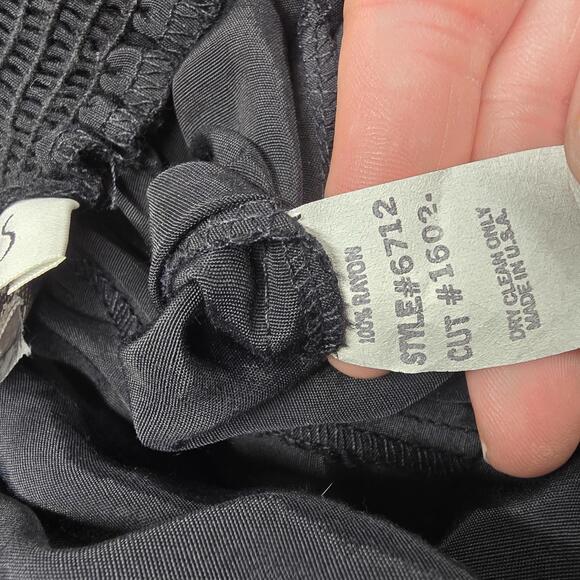 S
100% RAYON
STYLE#6712
CUT #1602-
DRY CLEAN ONLY
MADE IN U.S.A.